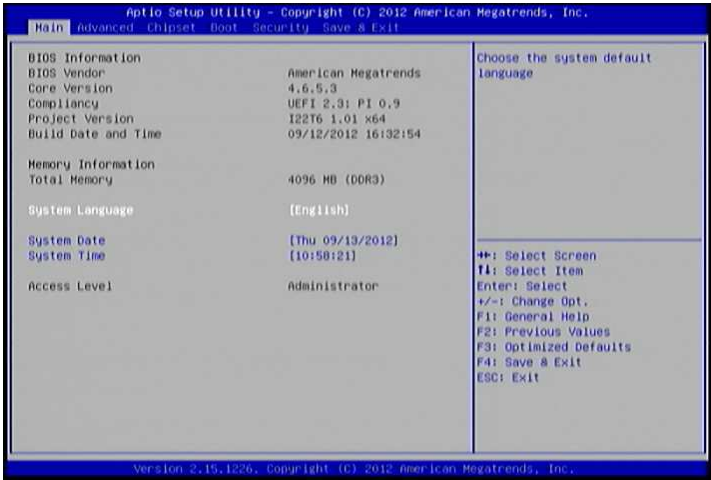 Aptio Setup Utility - Copyright (C) 2012 American Megatrends, Inc.
Main Advanced Chipset Boot Security Save & Exit
BIOS Information
BIOS Vendor American Megatrends
Core Version 4.6.5.3
Compliancy UEFI 2.3; PI 0.9
Project Version I22T6 1.01 x64
Build Date and Time 09/12/2012 16:32:54
Memory Information
Total Memory 4096 MB (DDR3)
System Language [English]
System Date [Thu 09/13/2012]
System Time [10:58:21]
Access Level Administrator
Choose the system default
language
→←: Select Screen
↑↓: Select Item
Enter: Select
+/-: Change Opt.
F1: General Help
F2: Previous Values
F3: Optimized Defaults
F4: Save & Exit
ESC: Exit
Version 2.15.1226. Copyright (C) 2012 American Megatrends, Inc.